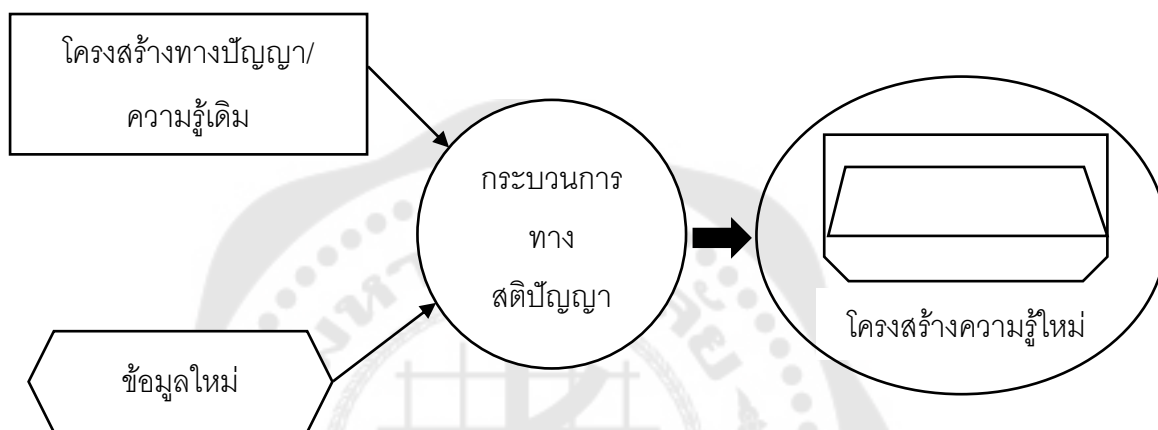 โครงสร้างทางปัญญา/
ความรู้เดิม
กระบวนการ
ทาง
สติปัญญา
โครงสร้างความรู้ใหม่
ข้อมูลใหม่